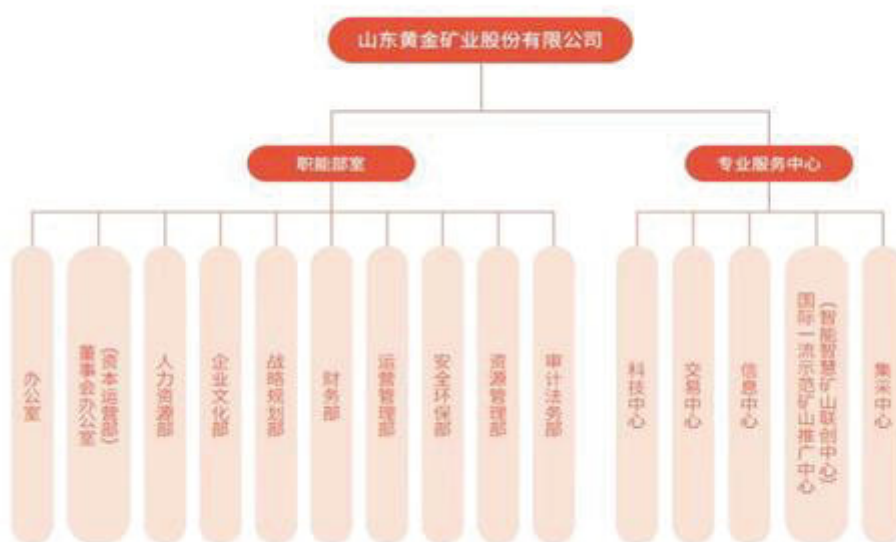 山东黄金矿业股份有限公司
职能部室
专业服务中心
办公室
董事会办公室
（资本运营部）
人力资源部
企业文化部
战略规划部
财务部
运营管理部
安全环保部
资源管理部
审计法务部
科技中心
交易中心
信息中心
国际一流示范矿山推广中心
（智能智慧矿山联创中心）
集采中心